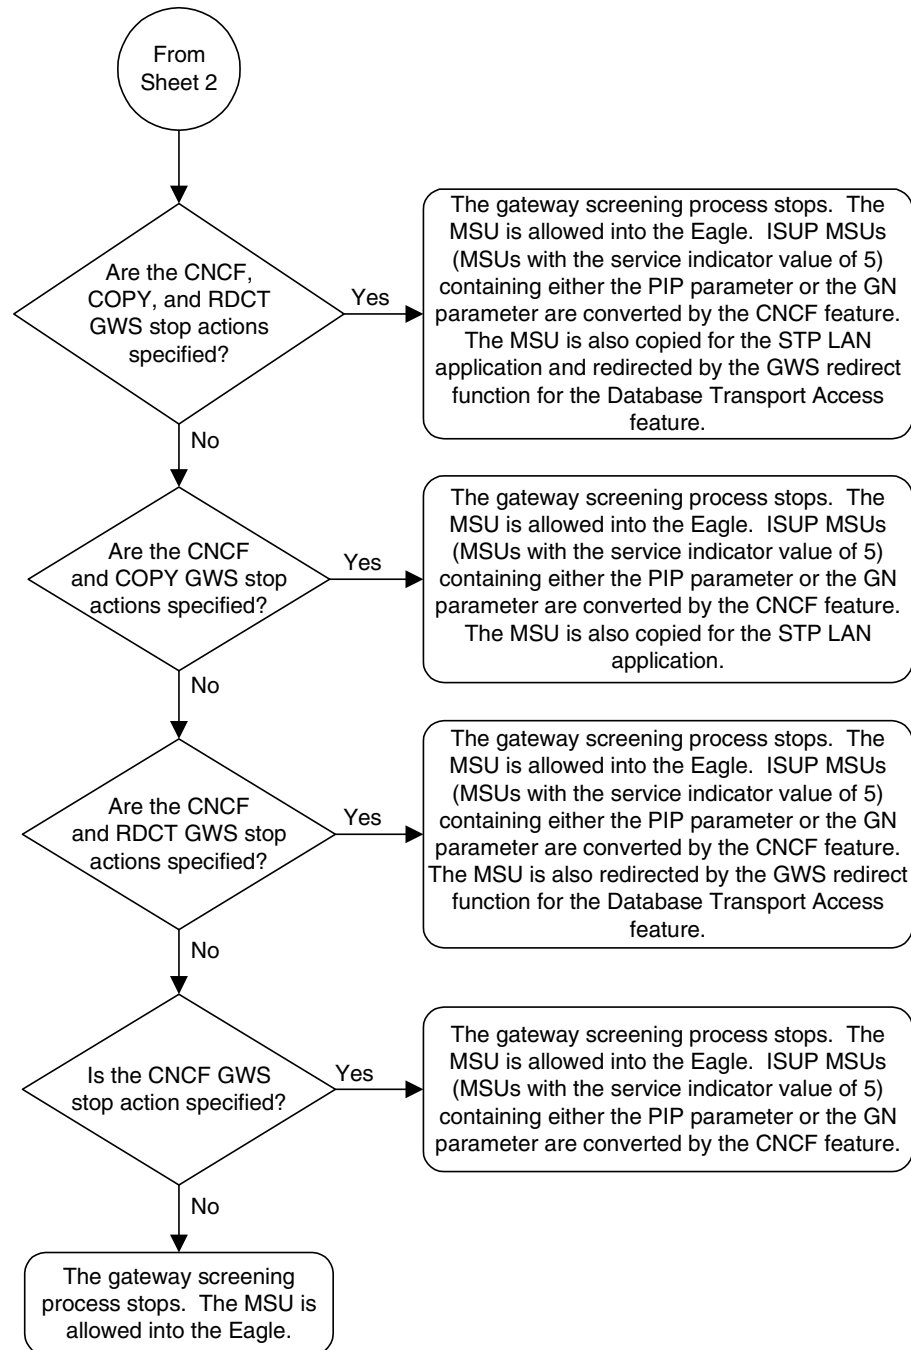 From
Sheet 2
Are the CNCF,
COPY, and RDCT
GWS stop actions
specified?
Yes
The gateway screening process stops.  The
MSU is allowed into the Eagle.  ISUP MSUs
(MSUs with the service indicator value of 5)
containing either the PIP parameter or the GN
parameter are converted by the CNCF feature.
The MSU is also copied for the STP LAN
application and redirected by the GWS redirect
function for the Database Transport Access
feature.
No
Are the CNCF
and COPY GWS stop
actions specified?
Yes
The gateway screening process stops.  The
MSU is allowed into the Eagle.  ISUP MSUs
(MSUs with the service indicator value of 5)
containing either the PIP parameter or the GN
parameter are converted by the CNCF feature.
The MSU is also copied for the STP LAN
application.
No
Are the CNCF
and RDCT GWS stop
actions specified?
Yes
The gateway screening process stops.  The
MSU is allowed into the Eagle.  ISUP MSUs
(MSUs with the service indicator value of 5)
containing either the PIP parameter or the GN
parameter are converted by the CNCF feature.
The MSU is also redirected by the GWS redirect
function for the Database Transport Access
feature.
No
Is the CNCF GWS
stop action specified?
Yes
The gateway screening process stops.  The
MSU is allowed into the Eagle.  ISUP MSUs
(MSUs with the service indicator value of 5)
containing either the PIP parameter or the GN
parameter are converted by the CNCF feature.
No
The gateway screening
process stops.  The MSU is
allowed into the Eagle.